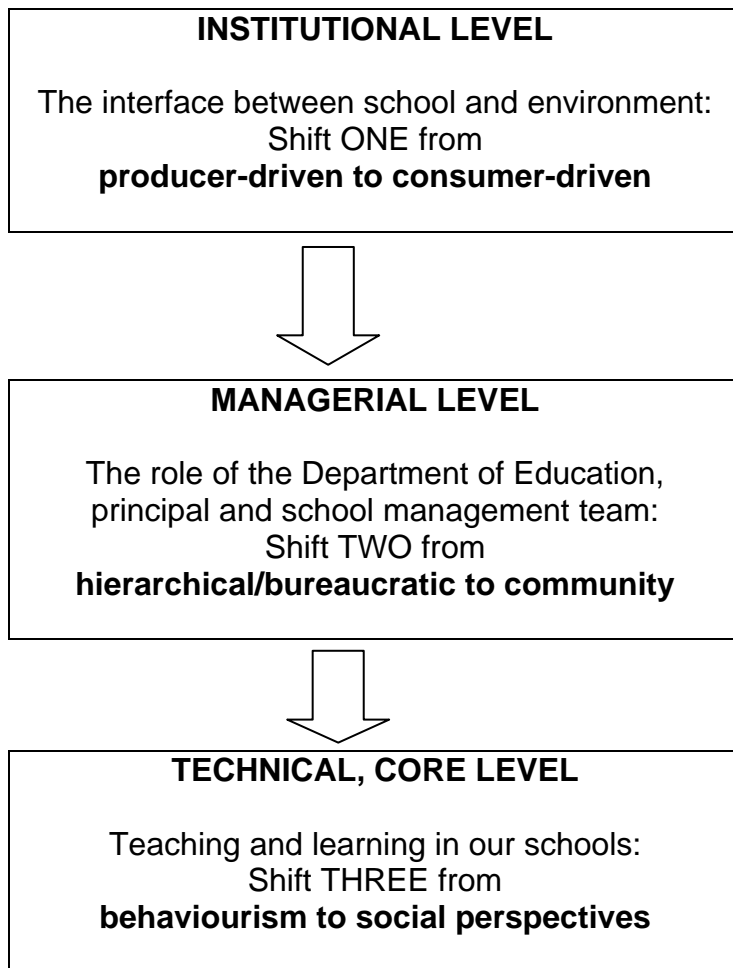 INSTITUTIONAL LEVEL
The interface between school and environment:
Shift ONE from
producer-driven to consumer-driven
MANAGERIAL LEVEL
The role of the Department of Education,
principal and school management team:
Shift TWO from
hierarchical/bureaucratic to community
TECHNICAL, CORE LEVEL
Teaching and learning in our schools:
Shift THREE from
behaviourism to social perspectives